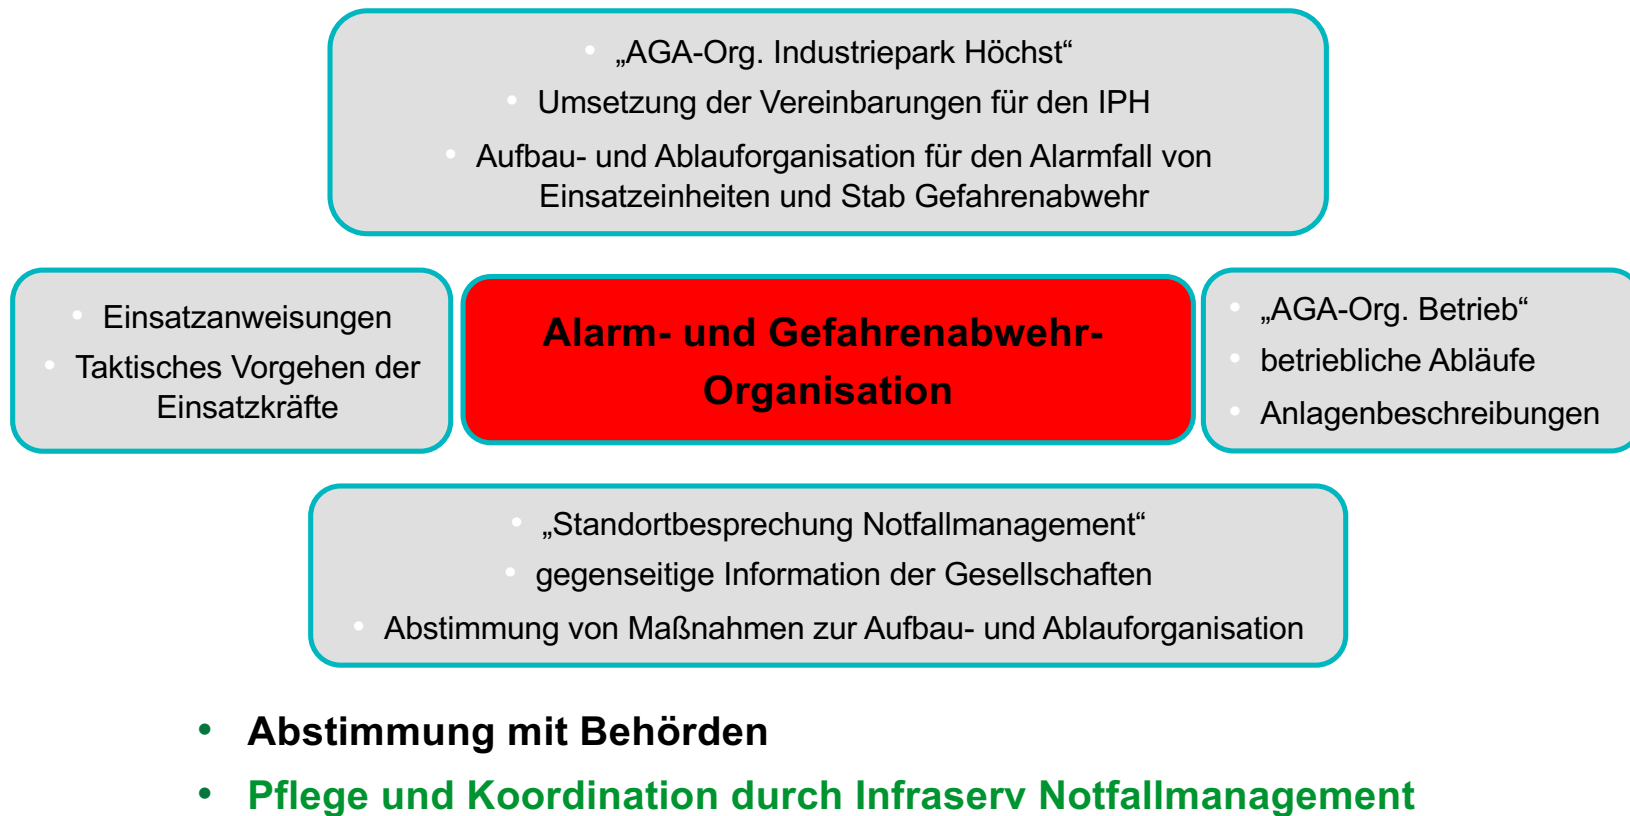 • „AGA-Org. Industriepark Höchst“
• Umsetzung der Vereinbarungen für den IPH
• Aufbau- und Ablauforganisation für den Alarmfall von
Einsatzeinheiten und Stab Gefahrenabwehr
• Einsatzanweisungen
• Taktisches Vorgehen der
Einsatzkräfte
Alarm- und Gefahrenabwehr-
Organisation
• „AGA-Org. Betrieb“
• betriebliche Abläufe
• Anlagenbeschreibungen
• „Standortbesprechung Notfallmanagement“
• gegenseitige Information der Gesellschaften
• Abstimmung von Maßnahmen zur Aufbau- und Ablauforganisation
• Abstimmung mit Behörden
• Pflege und Koordination durch Infraserv Notfallmanagement